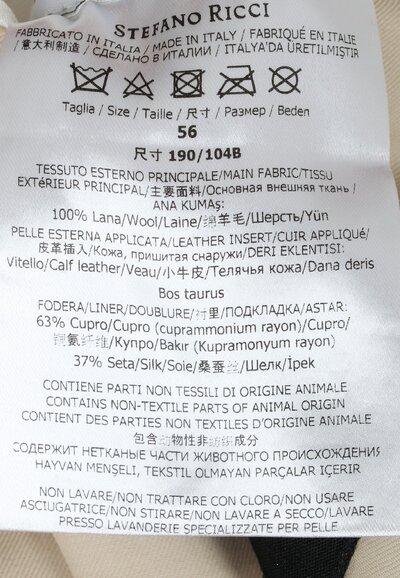 STEFANO RICCI
FABBRICATO IN ITALIA / MADE IN ITALY / FABRIQUÉ EN ITALIE
/ 意大利制造 / СДЕЛАНО В ИТАЛИИ / ITALYA'DA ÜRETILMIŞTIR
Taglia / Size / Taille / 尺寸 / Размер / Beden
56
尺寸 190/104B
TESSUTO ESTERNO PRINCIPALE/MAIN FABRIC/TISSU
EXTéRIEUR PRINCIPAL/主要面料/Основная внешняя ткань /
ANA KUMAŞ:
100% Lana/Wool/Laine/绵羊毛/Шерсть/Yün
PELLE ESTERNA APPLICATA/LEATHER INSERT/CUIR APPLIQUé/
皮革插入/Кожа, пришитая снаружи/DERI EKLENTISI:
Vitello/Calf leather/Veau/小牛皮/Телячья кожа/Dana deris
Bos taurus
FODERA/LINER/DOUBLURE/衬里/ПОДКЛАДКА/ASTAR:
63% Cupro/Cupro (cuprammonium rayon)/Cupro/
铜氨纤维/Купро/Bakır (Kupramonyum rayon)
37% Seta/Silk/Soie/桑蚕丝/Шелк/İpek
CONTIENE PARTI NON TESSILI DI ORIGINE ANIMALE
CONTAINS NON-TEXTILE PARTS OF ANIMAL ORIGIN
CONTIENT DES PARTIES NON TEXTILES D'ORIGINE ANIMALE
包含动物性非纺织成分
СОДЕРЖИТ НЕТКАНЫЕ ЧАСТИ ЖИВОТНОГО ПРОИСХОЖДЕНИЯ
HAYVAN MENŞELİ, TEKSTIL OLMAYAN PARÇALAR IÇERIR
NON LAVARE/NON TRATTARE CON CLORO/NON USARE
ASCIUGATRICE/NON STIRARE/NON LAVARE A SECCO/LAVARE
PRESSO LAVANDERIE SPECIALIZZATE PER PELLE